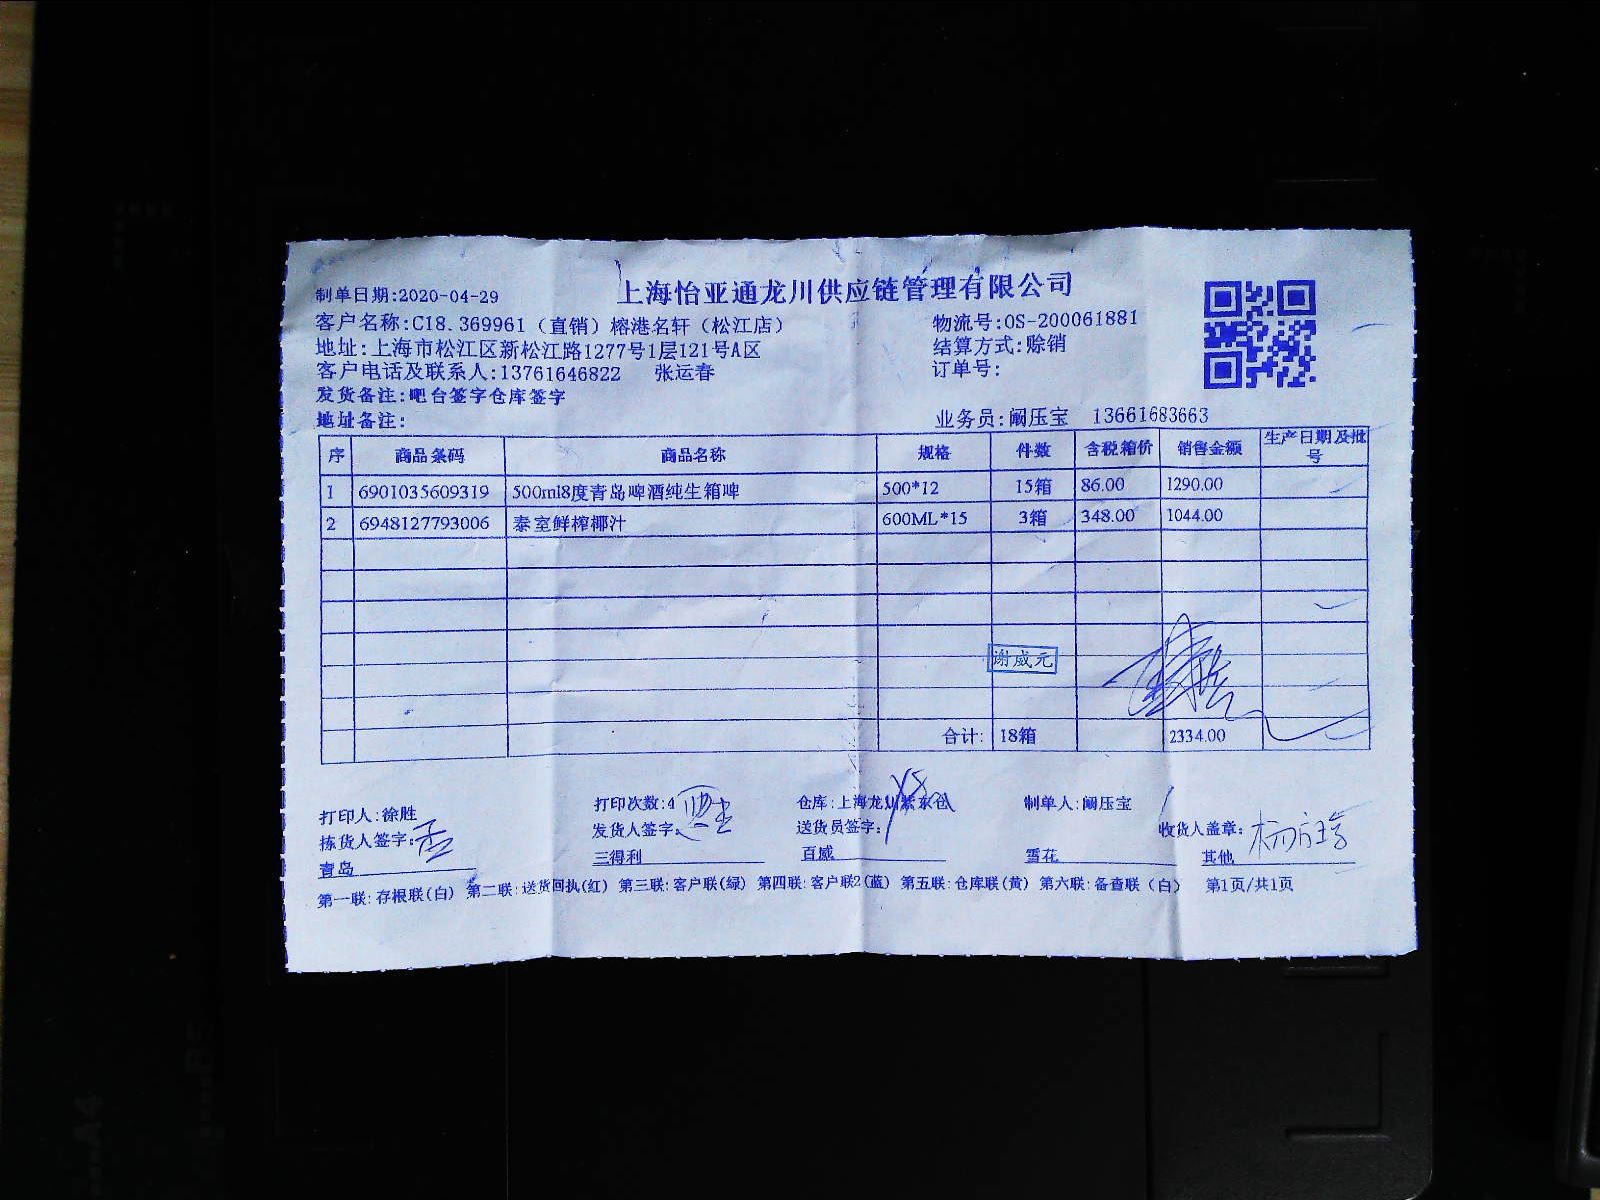 上海怡亚通龙川供应链管理有限公司
制单日期:2020-04-29
客户名称:C18.369961（直销）榕港名轩（松江店） 物流号:OS-200061881
地址:上海市松江区新松江路1277号1层121号A区 结算方式:赊销
客户电话及联系人:13761646822 张运春 订单号:
发货备注:吧台签字仓库签字
地址备注: 业务员:阚压宝 13661683663
序 商品条码 商品名称 规格 件数 含税箱价 销售金额 生产日期及批号
1 6901035609319 500ml8度青岛啤酒纯生箱啤 500*12 15箱 86.00 1290.00
2 6948127793006 泰室鲜榨椰汁 600ML*15 3箱 348.00 1044.00
谢威元
合计: 18箱 2334.00
打印人:徐胜 打印次数:4 仓库:上海龙川紫东仓 制单人:阚压宝
拣货人签字: 发货人签字: 送货员签字: 收货人盖章:
青岛 三得利 百威 雪花 其他
第一联:存根联(白) 第二联:送货回执(红) 第三联:客户联(绿) 第四联:客户联2(蓝) 第五联:仓库联(黄) 第六联:备查联（白） 第1页/共1页